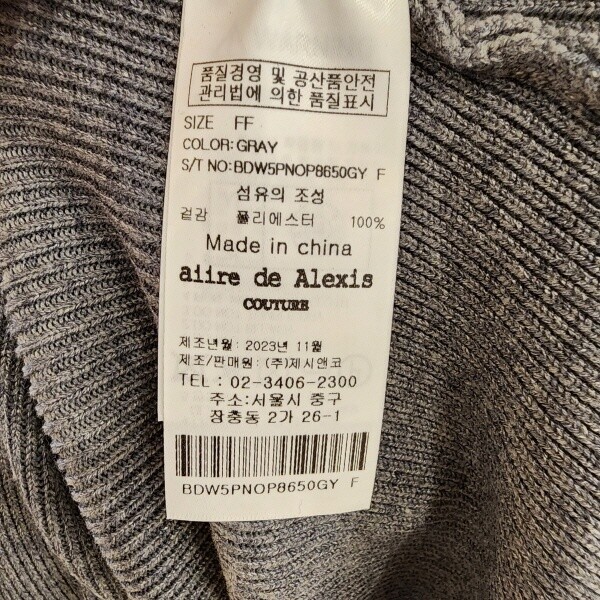 품질경영 및 공산품안전
관리법에 의한 품질표시
SIZE FF
COLOR:GRAY
S/T NO:BDW5PNOP8650GY F
섬유의 조성
겉감 폴리에스터 100%
Made in china
aiire de Alexis
COUTURE
제조년월 : 2023년 11월
제조/판매원 : (주)제시앤코
TEL : 02-3406-2300
주소:서울시 중구
장충동 2가 26-1
BDW5PNOP8650GY F